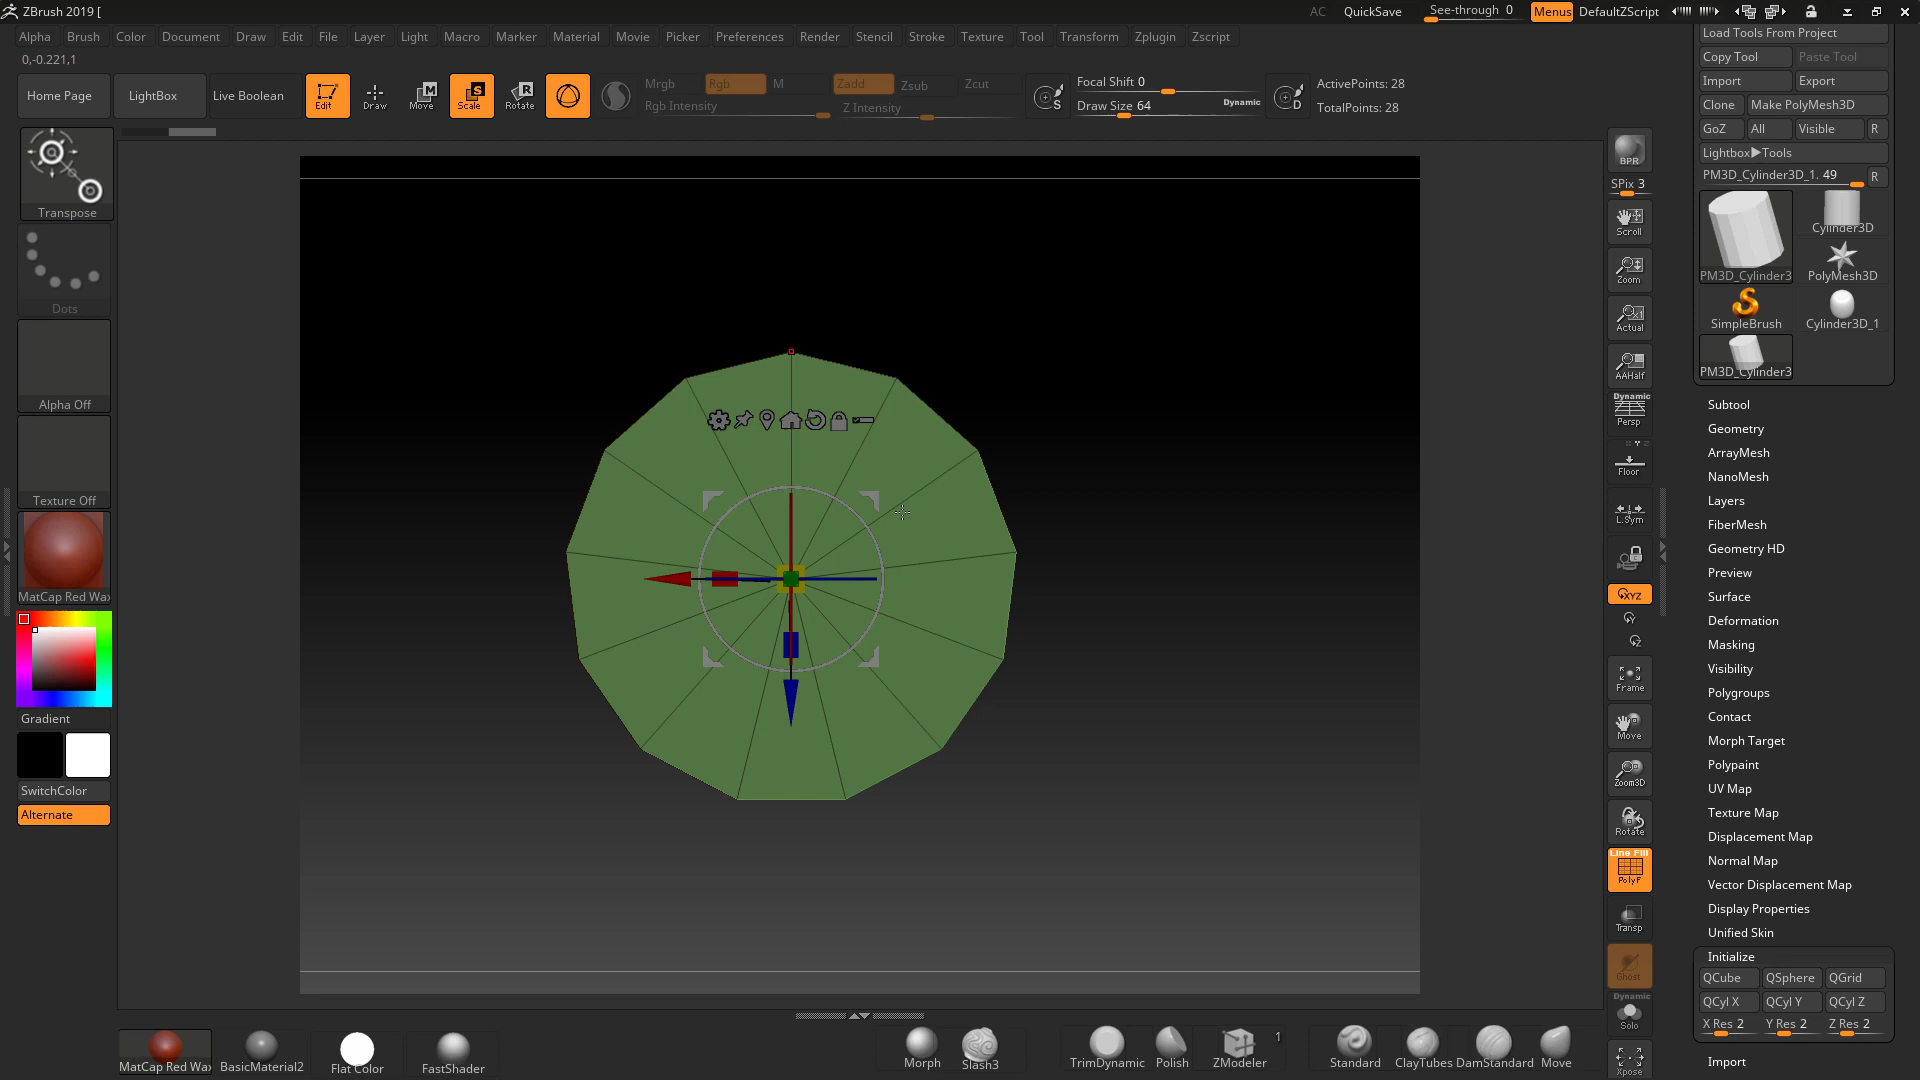 ZBrush 2019 [
AC QuickSave See-through 0 Menus DefaultZScript
Alpha Brush Color Document Draw Edit File Layer Light Macro Marker Material Movie Picker Preferences Render Stencil Stroke Texture Tool Transform Zplugin Zscript
0,-0.221,1
Home Page LightBox Live Boolean
Edit Draw Move Scale Rotate
Mrgb Rgb M Zadd Zsub Zcut
Rgb Intensity Z Intensity
Focal Shift 0
Draw Size 64 Dynamic
ActivePoints: 28
TotalPoints: 28
Transpose
Dots
Alpha Off
Texture Off
MatCap Red Wax
Gradient
SwitchColor
Alternate
BPR
SPix 3
Scroll
Zoom
Actual
AAHalf
Dynamic
Persp
Floor
L.Sym
XYZ
Frame
Move
Zoom3D
Rotate
Line Fill
PolyF
Transp
Ghost
Dynamic
Solo
Xpose
Load Tools From Project
Copy Tool Paste Tool
Import Export
Clone Make PolyMesh3D
GoZ All Visible R
Lightbox▶Tools
PM3D_Cylinder3D_1. 49 R
PM3D_Cylinder3 Cylinder3D
PolyMesh3D
SimpleBrush Cylinder3D_1
PM3D_Cylinder3
Subtool
Geometry
ArrayMesh
NanoMesh
Layers
FiberMesh
Geometry HD
Preview
Surface
Deformation
Masking
Visibility
Polygroups
Contact
Morph Target
Polypaint
UV Map
Texture Map
Displacement Map
Normal Map
Vector Displacement Map
Display Properties
Unified Skin
Initialize
QCube QSphere QGrid
QCyl X QCyl Y QCyl Z
X Res 2 Y Res 2 Z Res 2
Import
MatCap Red Wax BasicMaterial2 Flat Color FastShader
Morph Slash3 TrimDynamic Polish ZModeler 1 Standard ClayTubes DamStandard Move